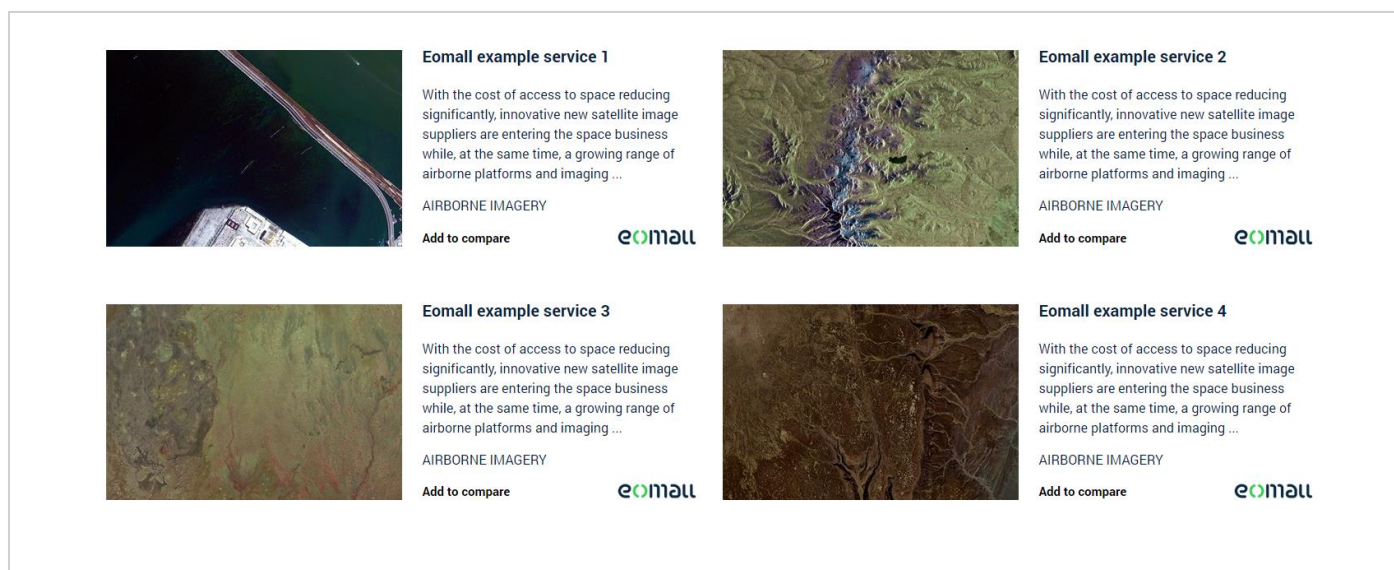 Eomall example service 1
With the cost of access to space reducing
significantly, innovative new satellite image
suppliers are entering the space business
while, at the same time, a growing range of
airborne platforms and imaging ...
AIRBORNE IMAGERY
Add to compare
eomall
Eomall example service 2
With the cost of access to space reducing
significantly, innovative new satellite image
suppliers are entering the space business
while, at the same time, a growing range of
airborne platforms and imaging ...
AIRBORNE IMAGERY
Add to compare
eomall
Eomall example service 3
With the cost of access to space reducing
significantly, innovative new satellite image
suppliers are entering the space business
while, at the same time, a growing range of
airborne platforms and imaging ...
AIRBORNE IMAGERY
Add to compare
eomall
Eomall example service 4
With the cost of access to space reducing
significantly, innovative new satellite image
suppliers are entering the space business
while, at the same time, a growing range of
airborne platforms and imaging ...
AIRBORNE IMAGERY
Add to compare
eomall